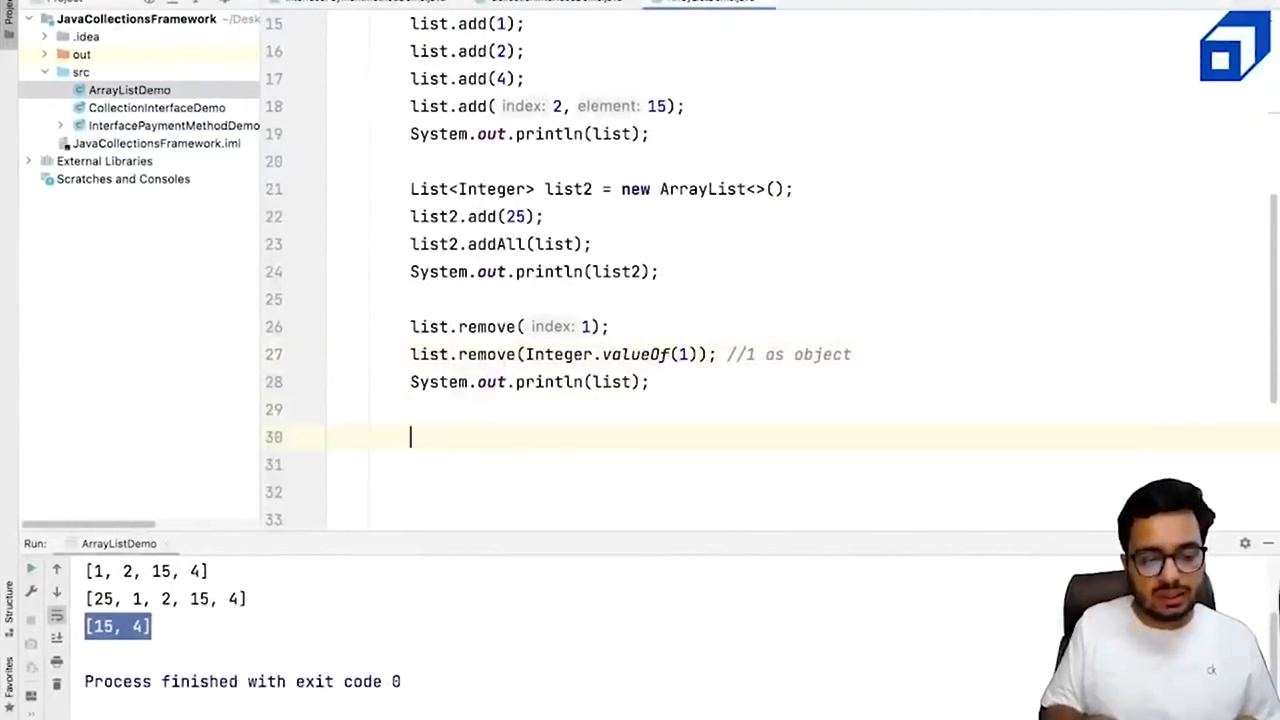 Project
JavaCollectionsFramework ~/Desk
.idea
out
src
ArrayListDemo
CollectionInterfaceDemo
InterfacePaymentMethodDemo
JavaCollectionsFramework.iml
External Libraries
Scratches and Consoles
15 list.add(1);
16 list.add(2);
17 list.add(4);
18 list.add( index: 2, element: 15);
19 System.out.println(list);
20
21 List<Integer> list2 = new ArrayList<>();
22 list2.add(25);
23 list2.addAll(list);
24 System.out.println(list2);
25
26 list.remove( index: 1);
27 list.remove(Integer.valueOf(1)); //1 as object
28 System.out.println(list);
29
30
31
32
33
Run: ArrayListDemo
[1, 2, 15, 4]
[25, 1, 2, 15, 4]
[15, 4]
Process finished with exit code 0
Structure
Favorites
ck